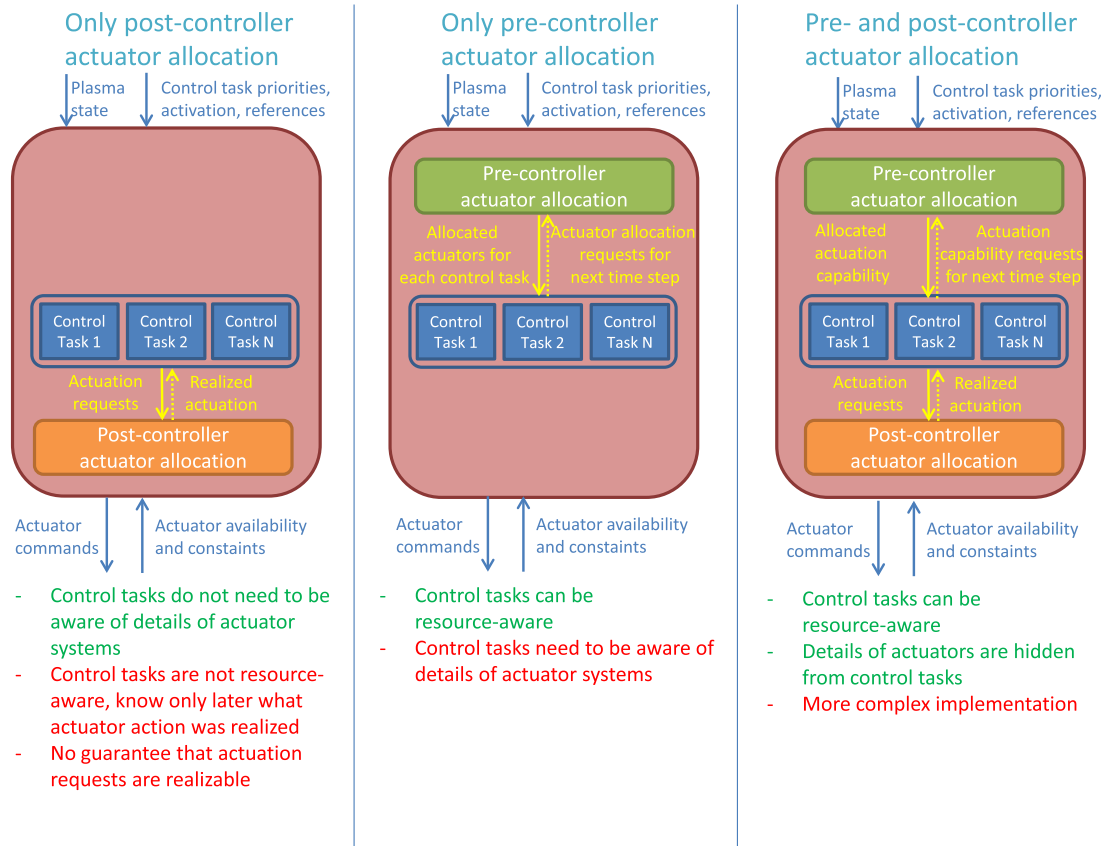 Only post-controller
actuator allocation
Plasma
state
Control task priorities,
activation, references
Control
Task 1
Control
Task 2
Control
Task N
Actuation
requests
Realized
actuation
Post-controller
actuator allocation
Actuator
commands
Actuator availability
and constaints
- Control tasks do not need to be
aware of details of actuator
systems
- Control tasks are not resource-
aware, know only later what
actuator action was realized
- No guarantee that actuation
requests are realizable
Only pre-controller
actuator allocation
Plasma
state
Control task priorities,
activation, references
Pre-controller
actuator allocation
Allocated
actuators for
each control task
Actuator allocation
requests for
next time step
Control
Task 1
Control
Task 2
Control
Task N
Actuator
commands
Actuator availability
and constaints
- Control tasks can be
resource-aware
- Control tasks need to be aware of
details of actuator systems
Pre- and post-controller
actuator allocation
Plasma
state
Control task priorities,
activation, references
Pre-controller
actuator allocation
Allocated
actuation
capability
Actuation
capability requests
for next time step
Control
Task 1
Control
Task 2
Control
Task N
Actuation
requests
Realized
actuation
Post-controller
actuator allocation
Actuator
commands
Actuator availability
and constaints
- Control tasks can be
resource-aware
- Details of actuators are hidden
from control tasks
- More complex implementation